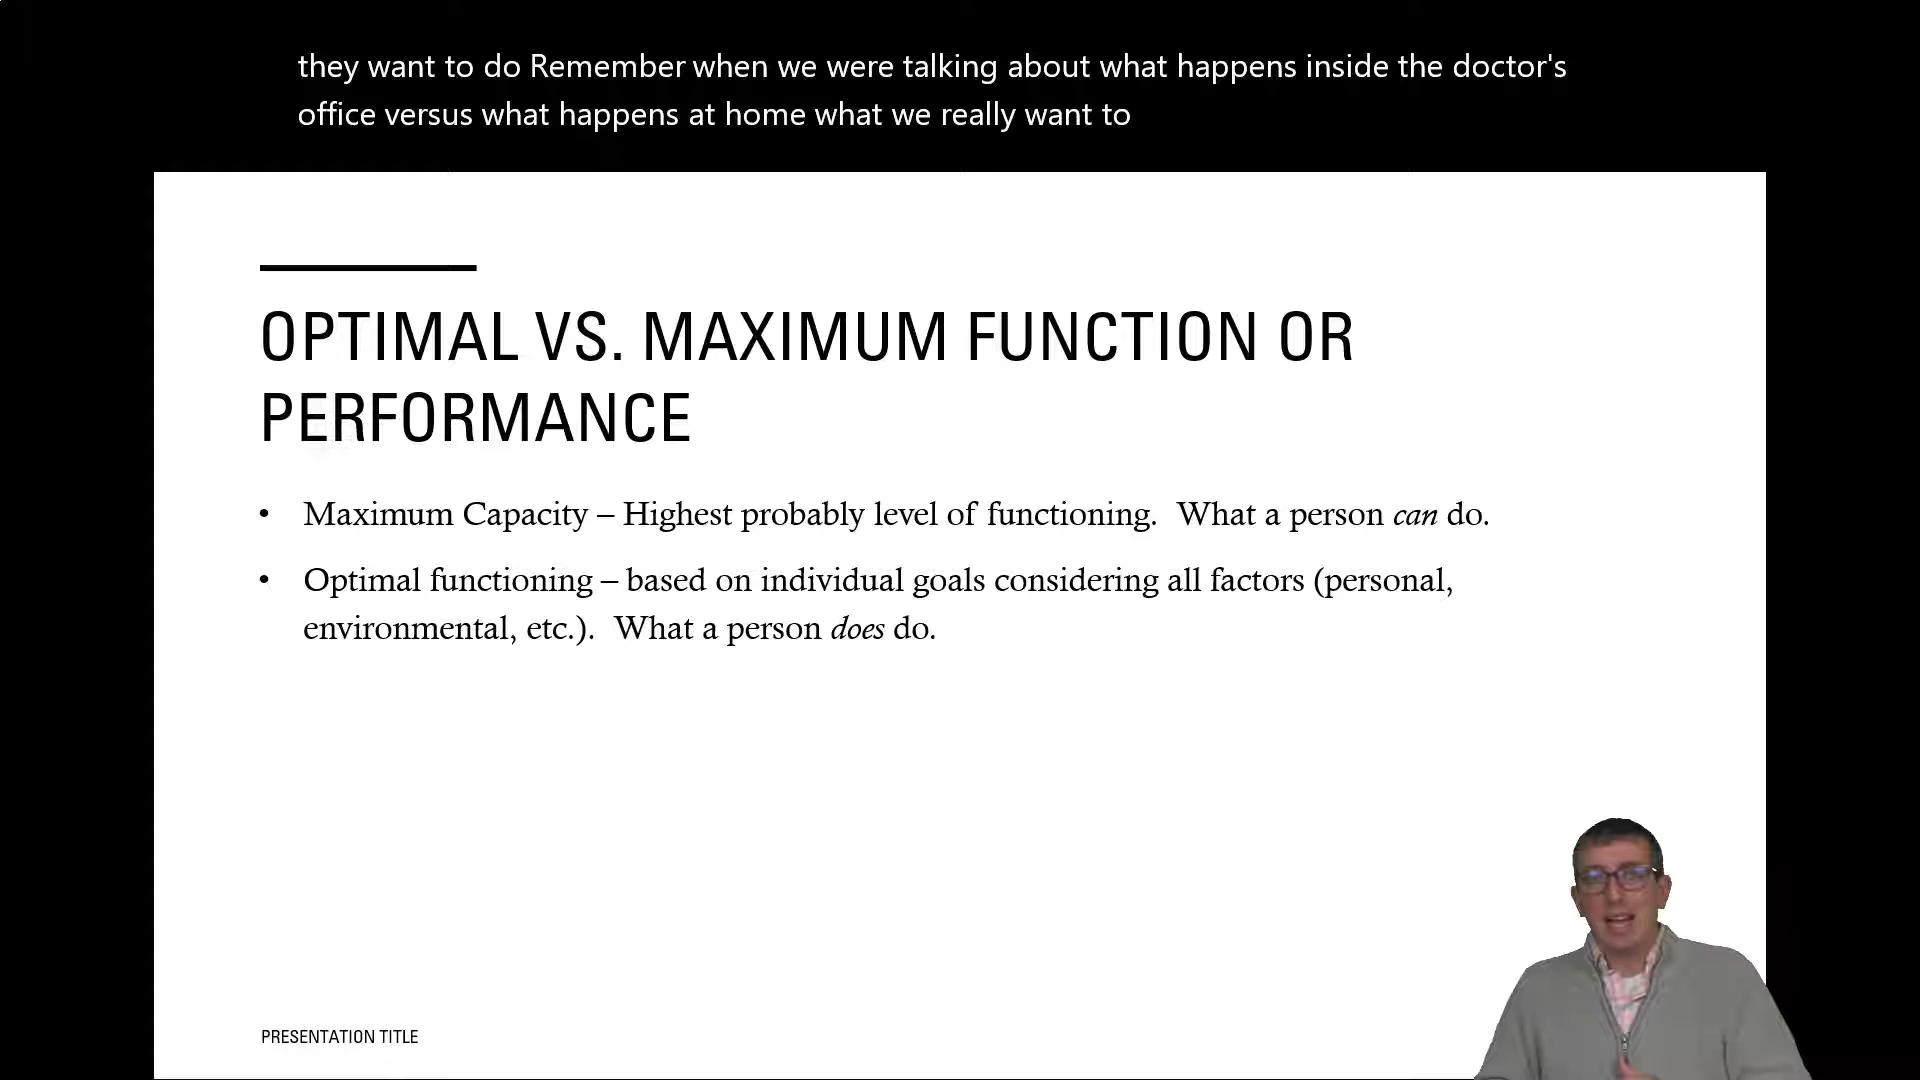 they want to do Remember when we were talking about what happens inside the doctor's
office versus what happens at home what we really want to
OPTIMAL VS. MAXIMUM FUNCTION OR
PERFORMANCE
• Maximum Capacity – Highest probably level of functioning. What a person can do.
• Optimal functioning – based on individual goals considering all factors (personal,
environmental, etc.). What a person does do.
PRESENTATION TITLE